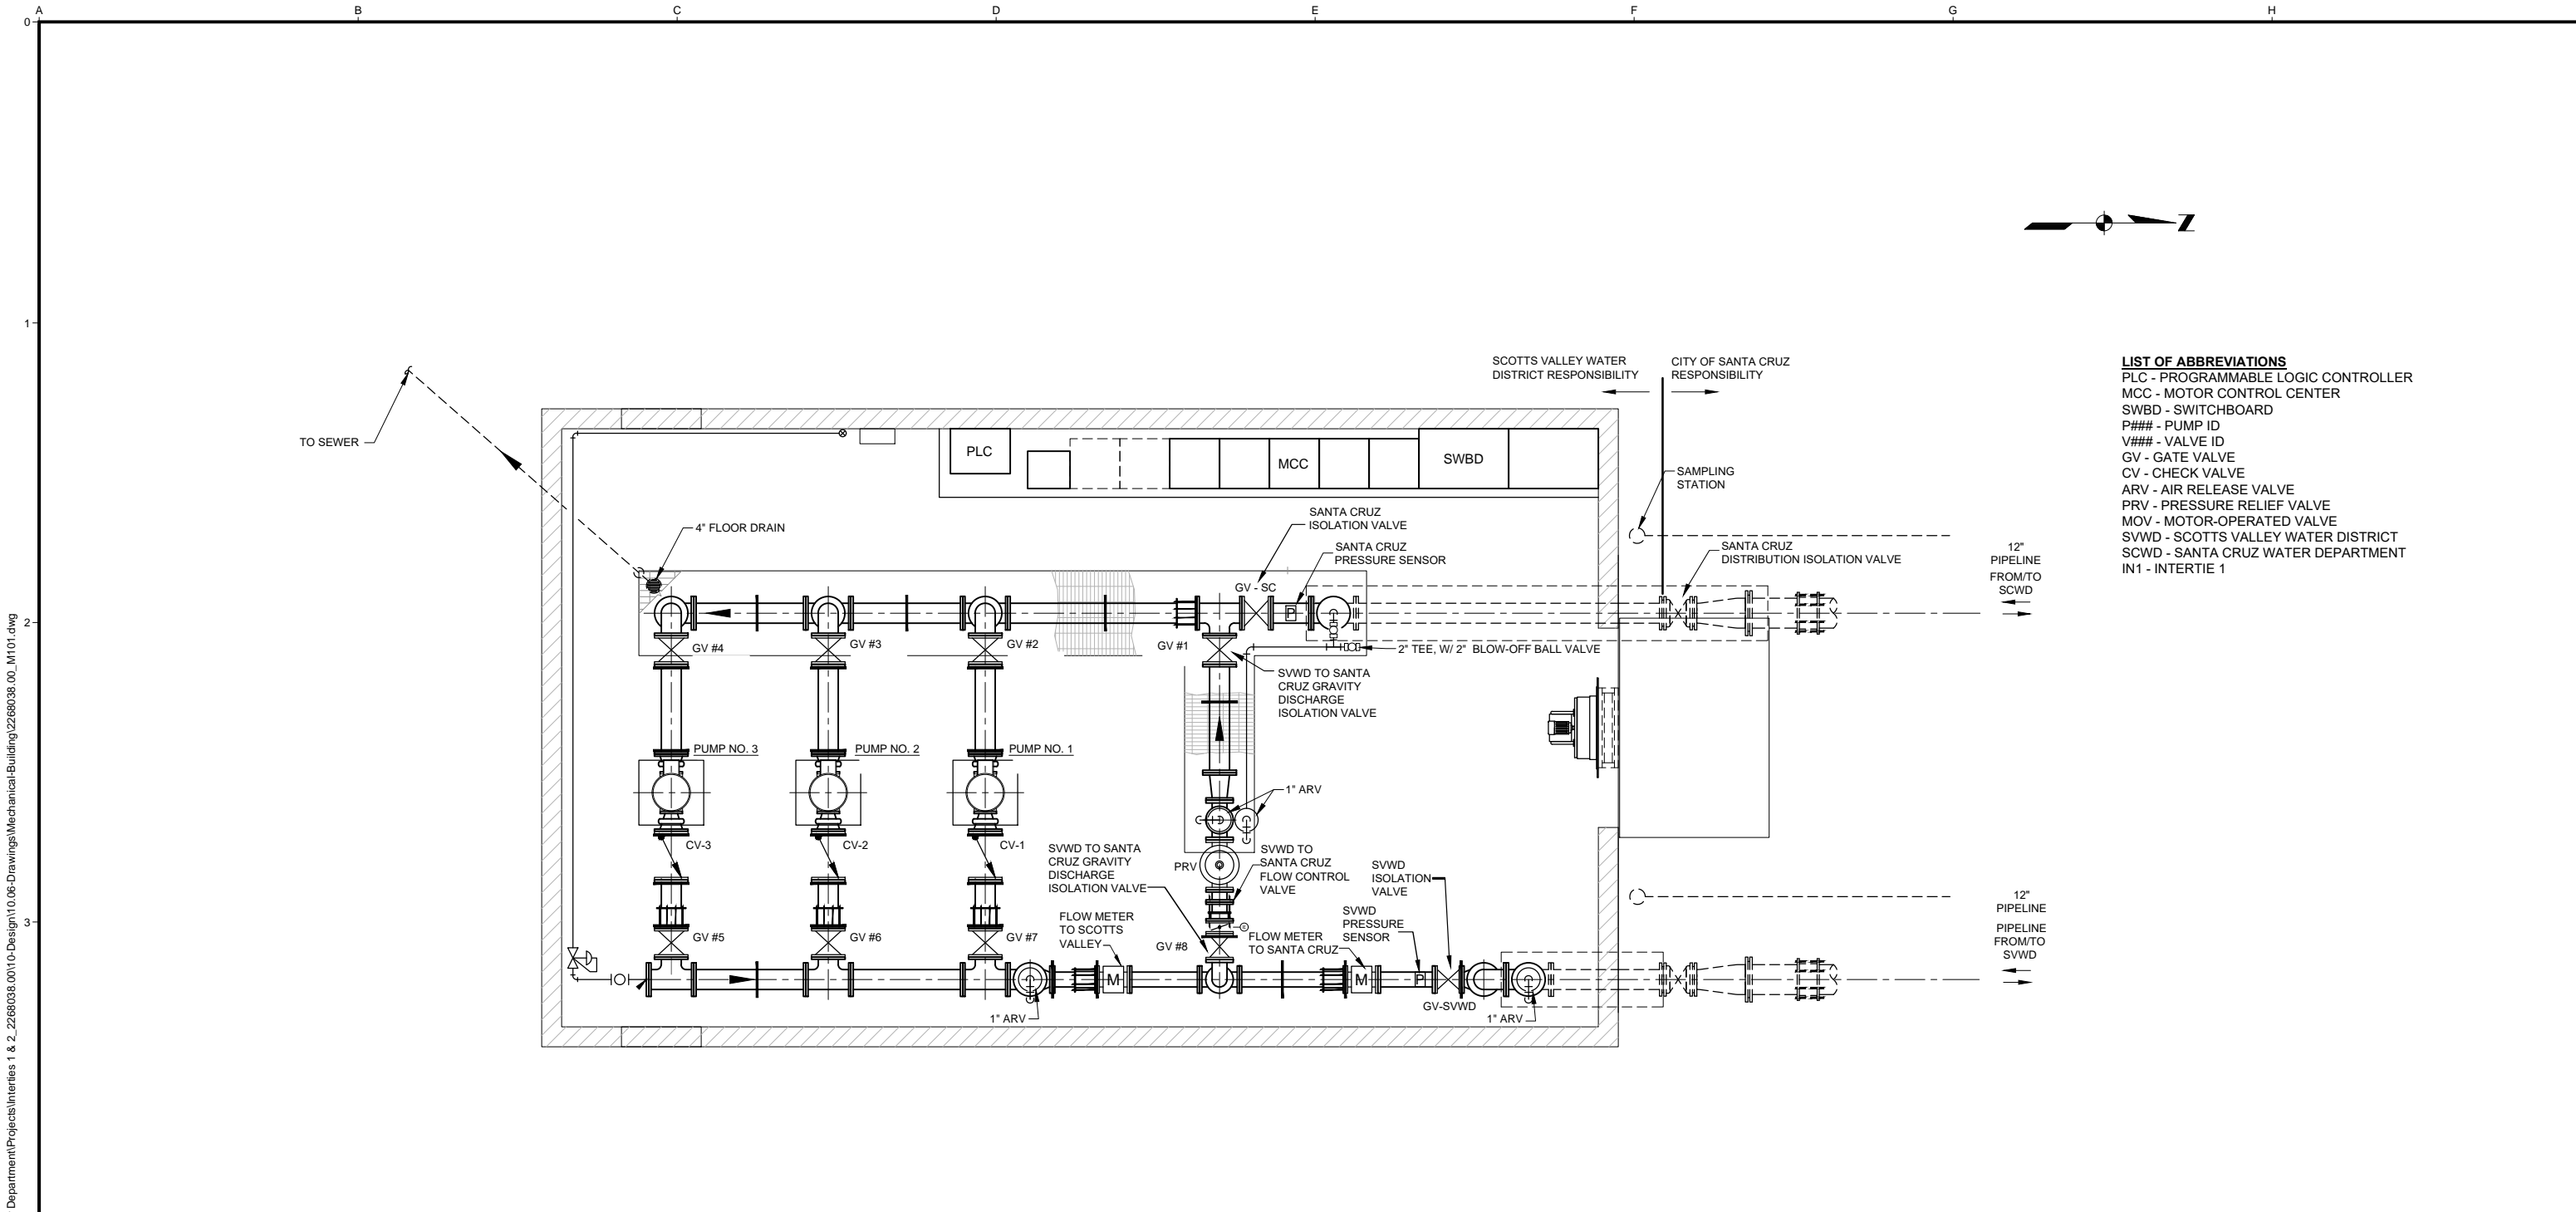 A B C D E F G H
0
1
2
3
Department\Projects\Interties 1 & 2_2268038.00\10-Design\10.06-Drawings\Mechanical-Building\2268038.00_M101.dwg
Z
SCOTTS VALLEY WATER
DISTRICT RESPONSIBILITY
CITY OF SANTA CRUZ
RESPONSIBILITY
LIST OF ABBREVIATIONS
PLC - PROGRAMMABLE LOGIC CONTROLLER
MCC - MOTOR CONTROL CENTER
SWBD - SWITCHBOARD
P### - PUMP ID
V### - VALVE ID
GV - GATE VALVE
CV - CHECK VALVE
ARV - AIR RELEASE VALVE
PRV - PRESSURE RELIEF VALVE
MOV - MOTOR-OPERATED VALVE
SVWD - SCOTTS VALLEY WATER DISTRICT
SCWD - SANTA CRUZ WATER DEPARTMENT
IN1 - INTERTIE 1
TO SEWER
PLC
MCC
SWBD
SAMPLING
STATION
4" FLOOR DRAIN
SANTA CRUZ
ISOLATION VALVE
SANTA CRUZ
PRESSURE SENSOR
SANTA CRUZ
DISTRIBUTION ISOLATION VALVE
12"
PIPELINE
FROM/TO
SCWD
GV - SC
P
GV #4
GV #3
GV #2
GV #1
2" TEE, W/ 2" BLOW-OFF BALL VALVE
SVWD TO SANTA
CRUZ GRAVITY
DISCHARGE
ISOLATION VALVE
PUMP NO. 3
PUMP NO. 2
PUMP NO. 1
1" ARV
CV-3
CV-2
CV-1
SVWD TO SANTA
CRUZ GRAVITY
DISCHARGE
ISOLATION VALVE
PRV
SVWD TO
SANTA CRUZ
FLOW CONTROL
VALVE
SVWD
ISOLATION
VALVE
12"
PIPELINE
PIPELINE
FROM/TO
SVWD
FLOW METER
TO SCOTTS
VALLEY
SVWD
PRESSURE
SENSOR
GV #5
GV #6
GV #7
GV #8
FLOW METER
TO SANTA CRUZ
M
M
P
GV-SVWD
1" ARV
1" ARV